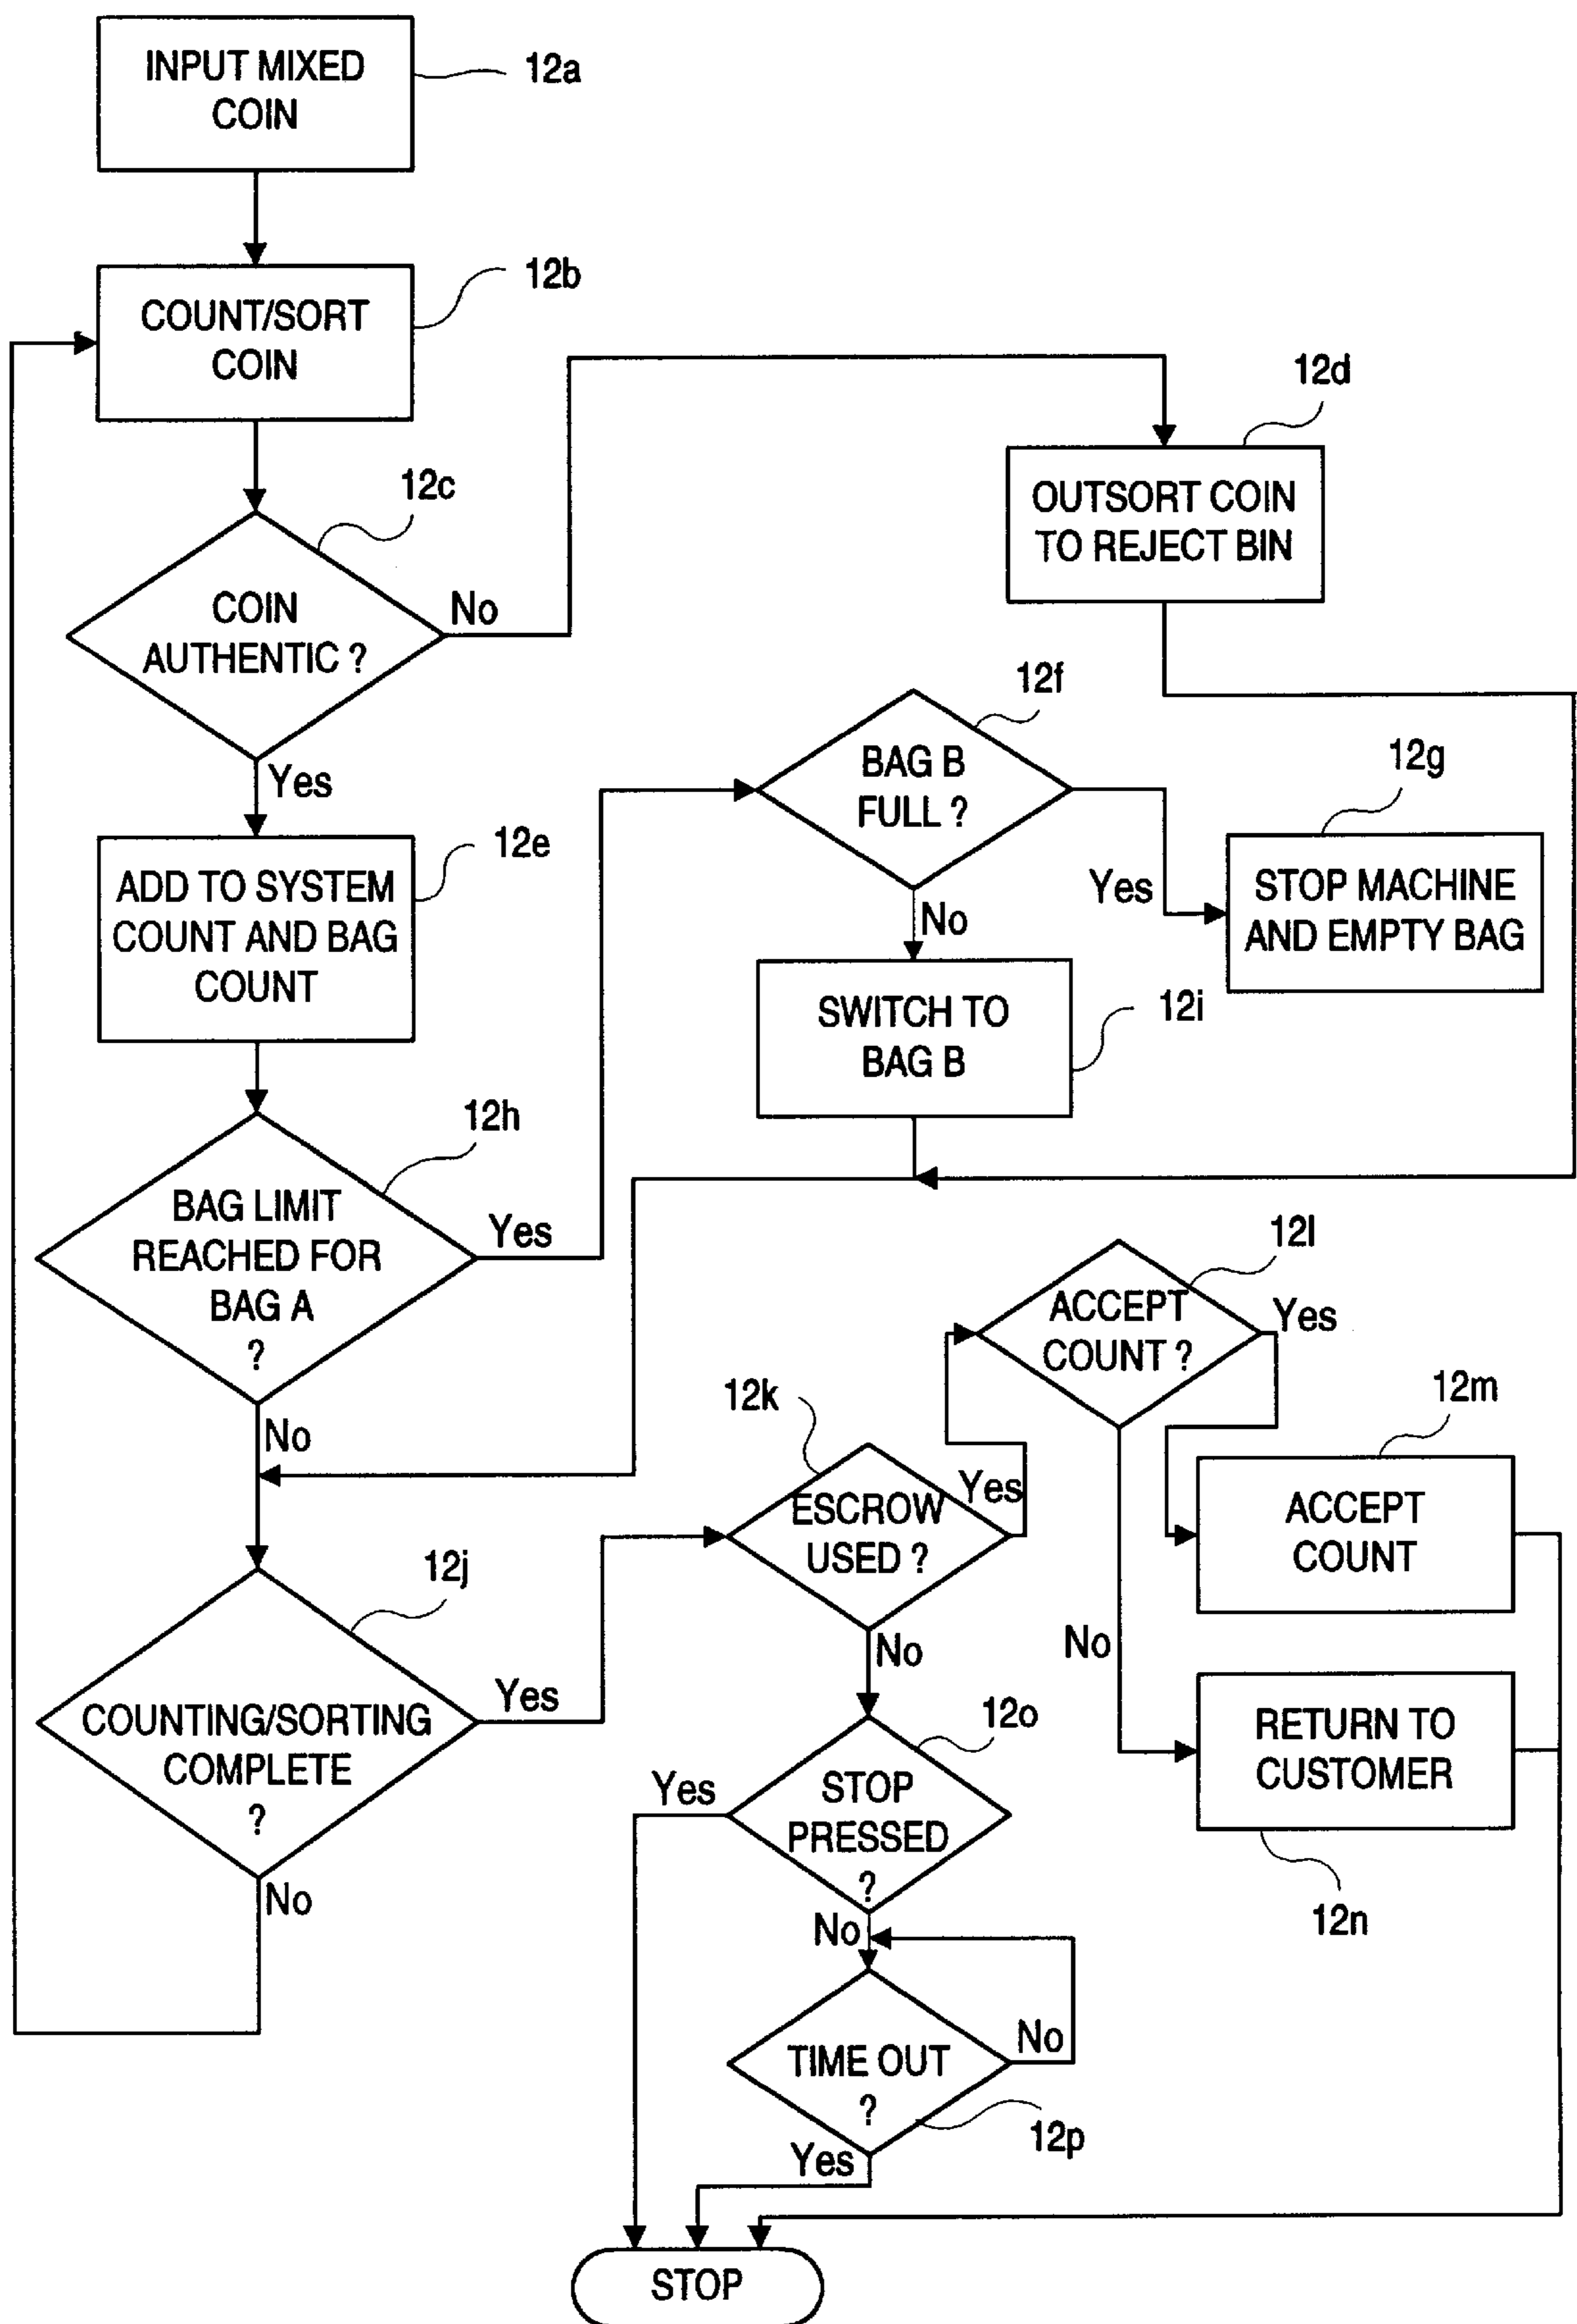 INPUT MIXED
COIN
12a
COUNT/SORT
COIN
12b
12c
COIN
AUTHENTIC ?
No
Yes
12d
OUTSORT COIN
TO REJECT BIN
12e
ADD TO SYSTEM
COUNT AND BAG
COUNT
12f
BAG B
FULL ?
Yes
No
12g
STOP MACHINE
AND EMPTY BAG
SWITCH TO
BAG B
12i
12h
BAG LIMIT
REACHED FOR
BAG A
?
Yes
No
12j
COUNTING/SORTING
COMPLETE
?
Yes
No
12k
ESCROW
USED ?
Yes
No
12l
ACCEPT
COUNT ?
Yes
No
12m
ACCEPT
COUNT
RETURN TO
CUSTOMER
12n
12o
STOP
PRESSED
?
Yes
No
TIME OUT
?
No
12p
Yes
STOP